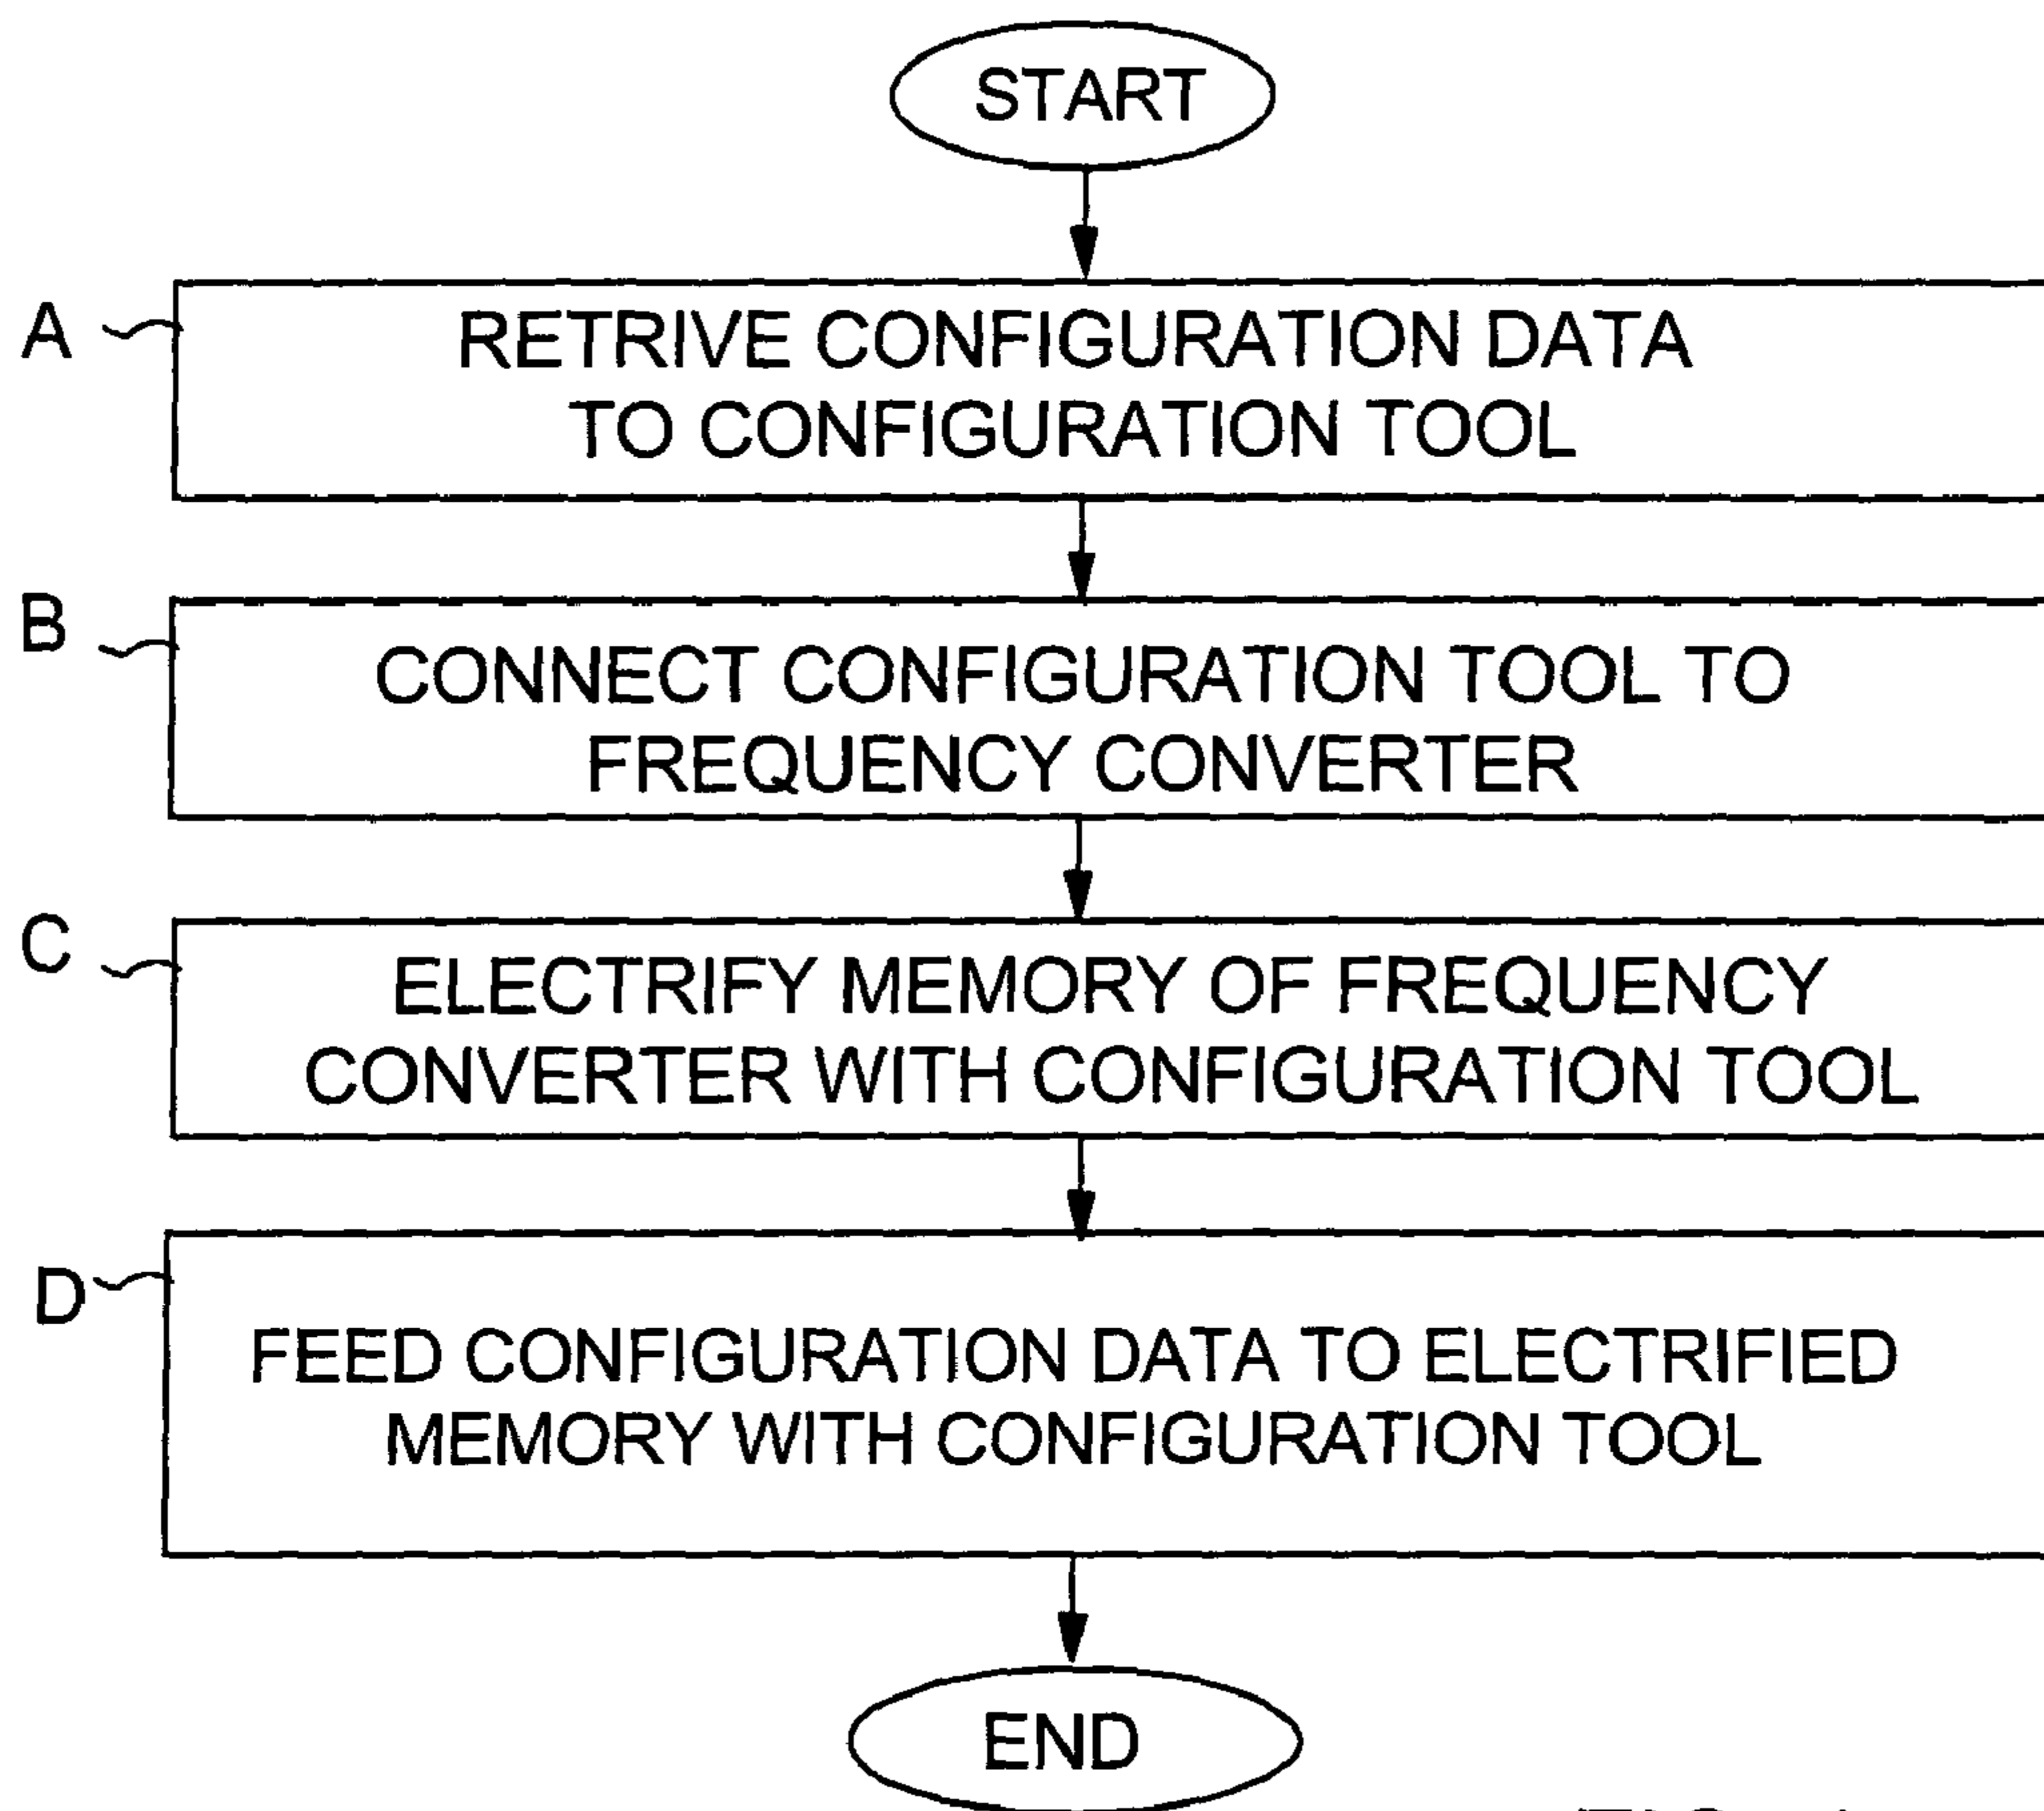 START
A
RETRIVE CONFIGURATION DATA
TO CONFIGURATION TOOL
B
CONNECT CONFIGURATION TOOL TO
FREQUENCY CONVERTER
C
ELECTRIFY MEMORY OF FREQUENCY
CONVERTER WITH CONFIGURATION TOOL
D
FEED CONFIGURATION DATA TO ELECTRIFIED
MEMORY WITH CONFIGURATION TOOL
END